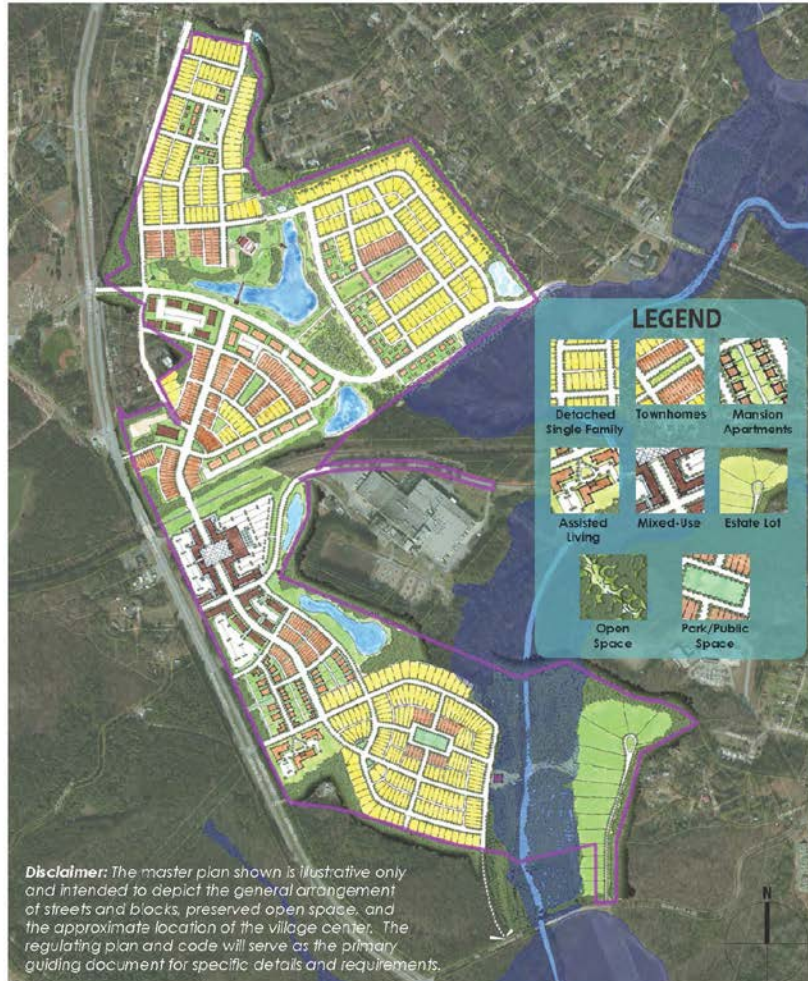 LEGEND
Detached
Single Family
Townhomes
Mansion
Apartments
Assisted
Living
Mixed-Use
Estate Lot
Open
Space
Park/Public
Space
N
Disclaimer: The master plan shown is illustrative only
and intended to depict the general arrangement
of streets and blocks, preserved open space, and
the approximate location of the village center. The
regulating plan and code will serve as the primary
guiding document for specific details and requirements.